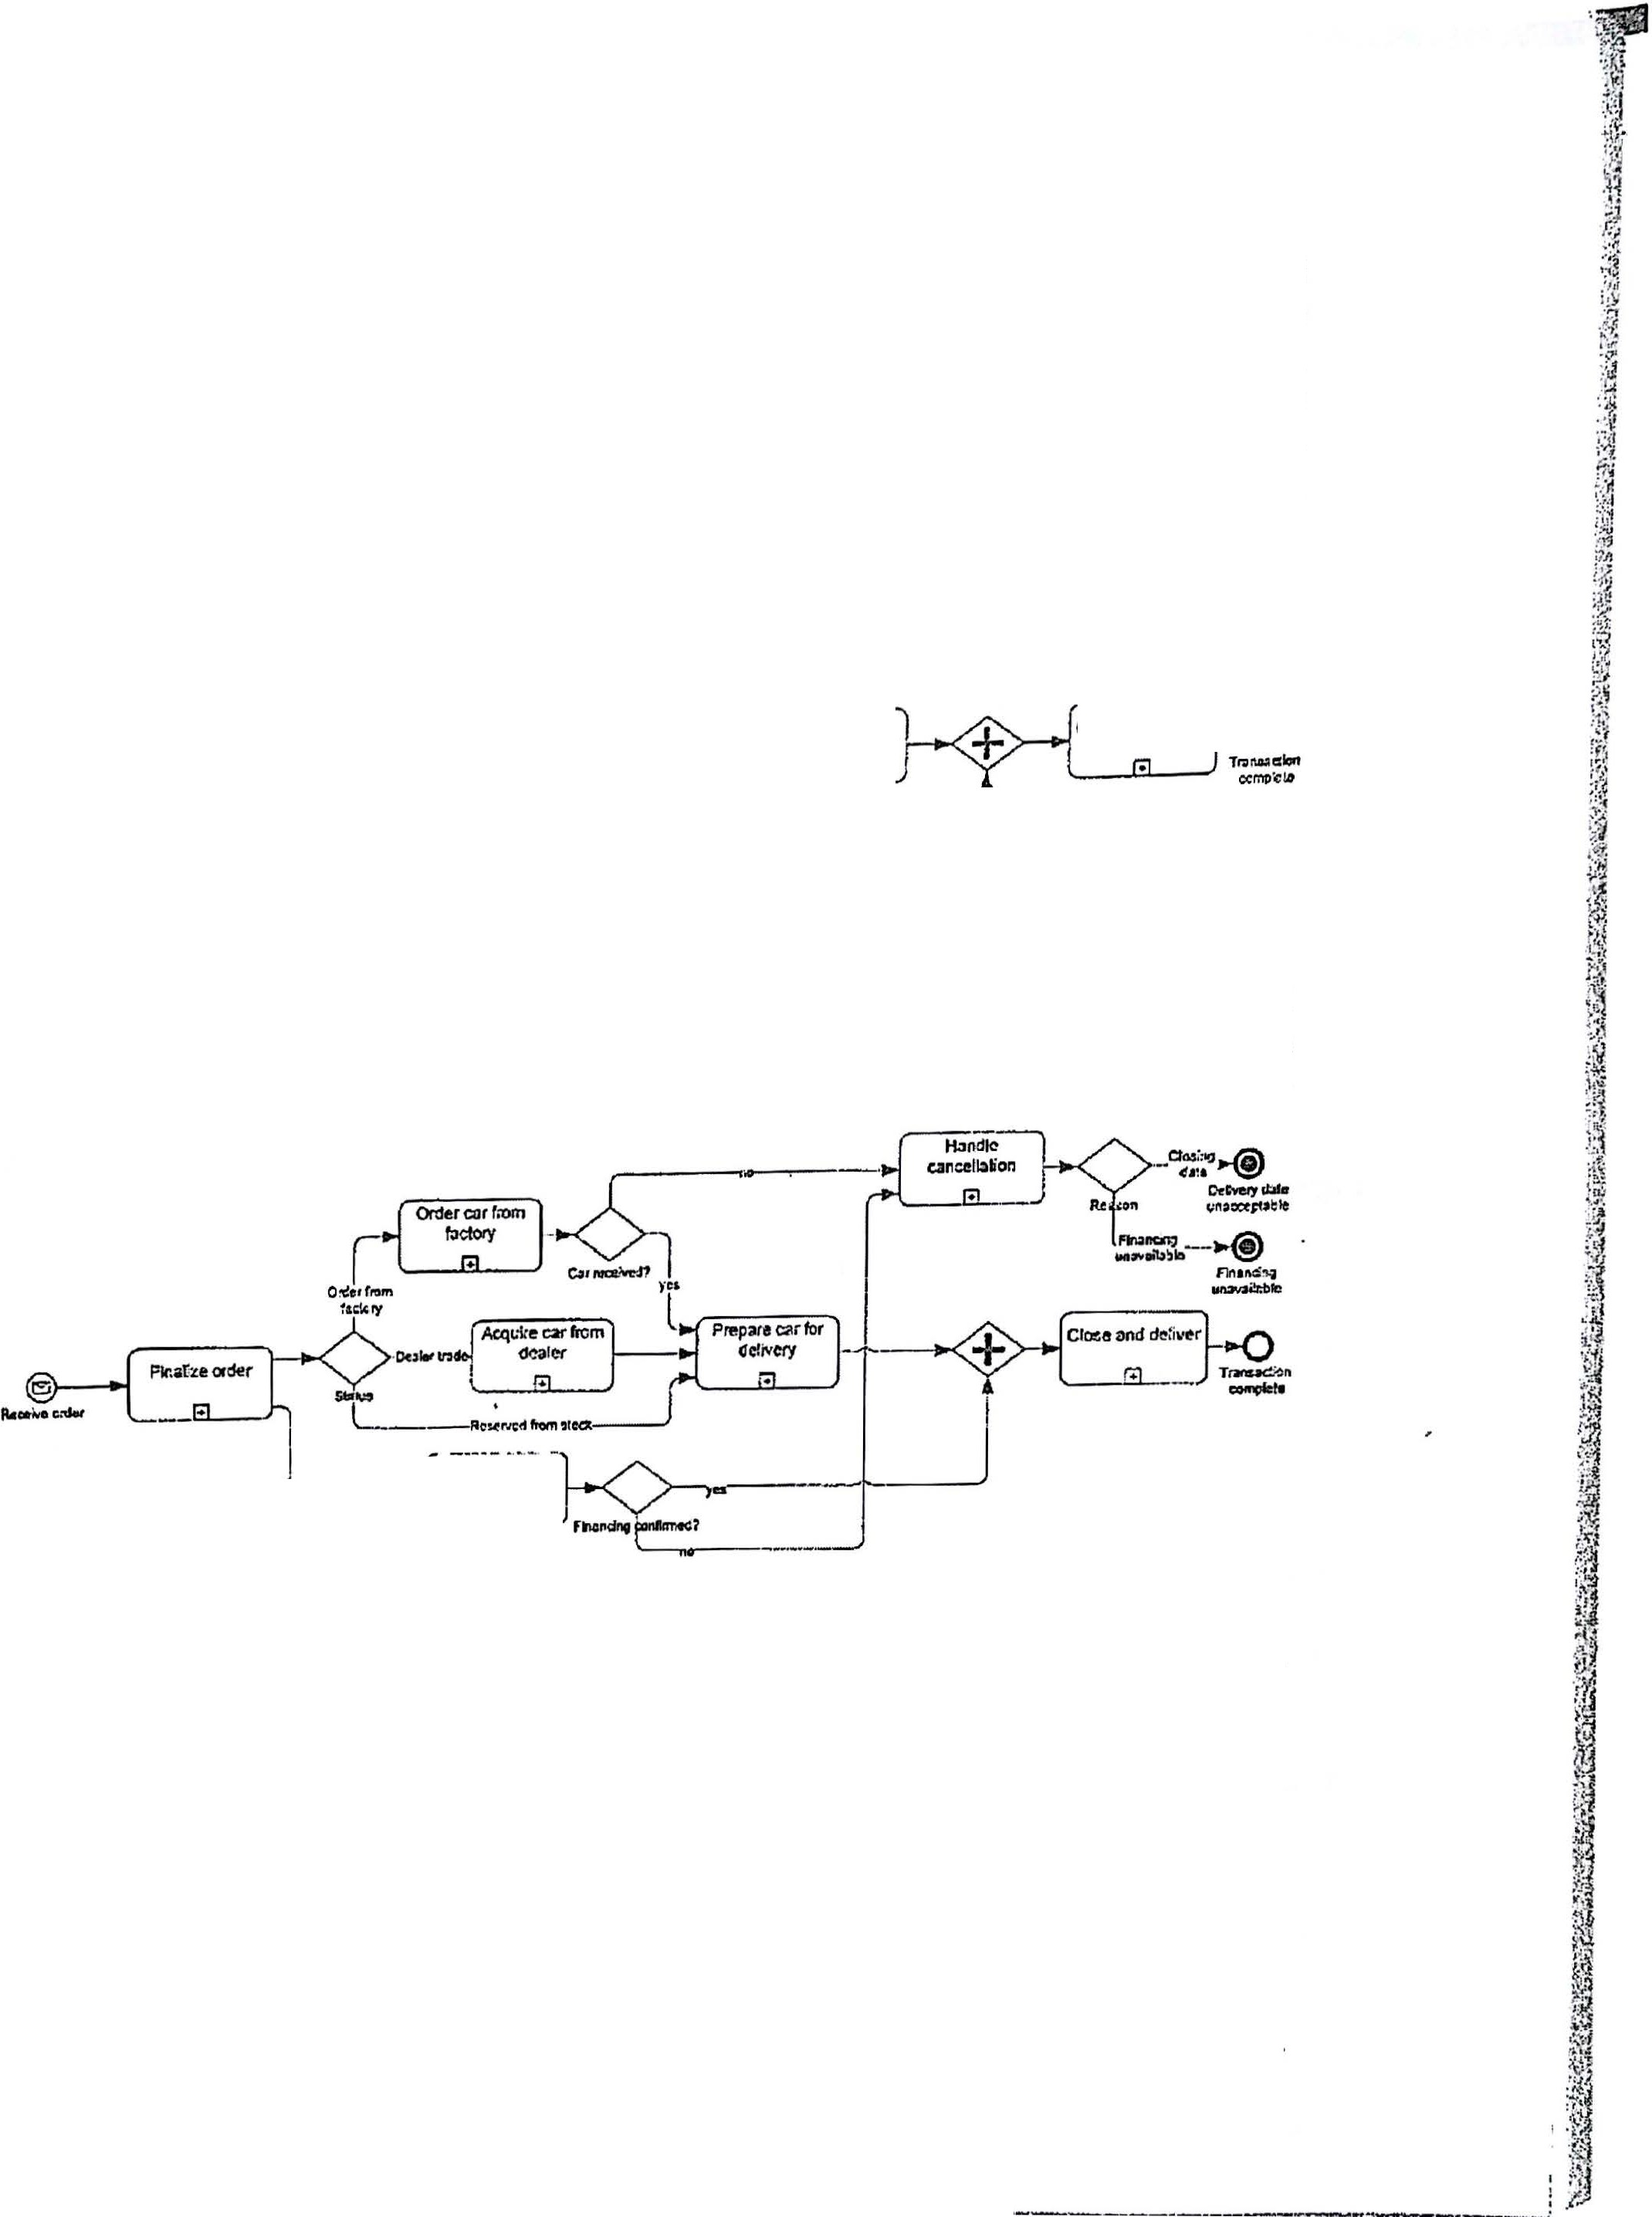 Transaction
complete
Handle
cancellation
Closing
date
Delivery date
unacceptable
Reason
Financing
unavailable
Financing
unavailable
no
Order car from
factory
Car received?
yes
Order from
factory
Acquire car from
dealer
Prepare car for
delivery
Close and deliver
Dealer trade
Finalize order
Status
Transaction
complete
Receive order
Reserved from stock
yes
Financing confirmed?
no